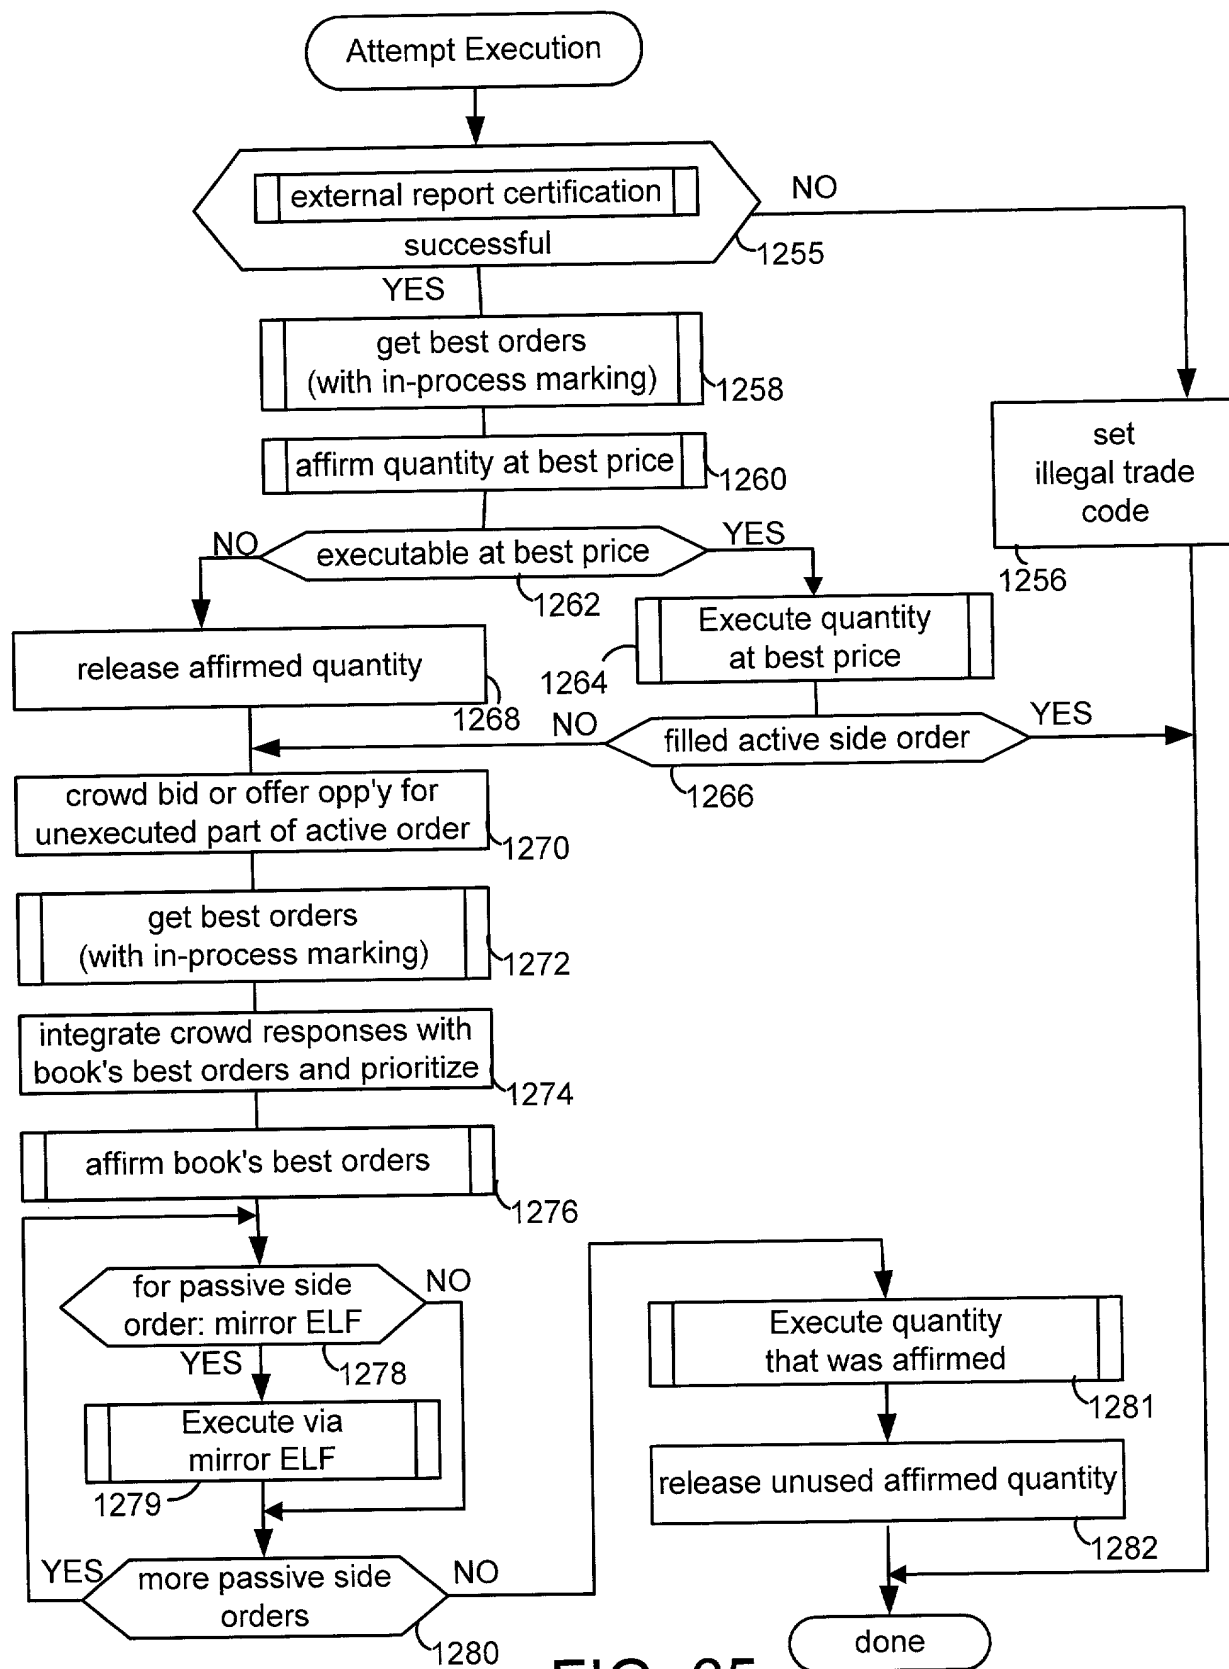 Attempt Execution
external report certification
successful
NO
1255
YES
get best orders
(with in-process marking)
1258
set
illegal trade
code
1256
affirm quantity at best price
1260
NO
executable at best price
YES
1262
Execute quantity
at best price
1264
release affirmed quantity
1268
NO
filled active side order
YES
1266
crowd bid or offer opp'y for
unexecuted part of active order
1270
get best orders
(with in-process marking)
1272
integrate crowd responses with
book's best orders and prioritize
1274
affirm book's best orders
1276
for passive side
order: mirror ELF
NO
YES
1278
Execute via
mirror ELF
1279
YES
more passive side
orders
NO
1280
Execute quantity
that was affirmed
1281
release unused affirmed quantity
1282
done